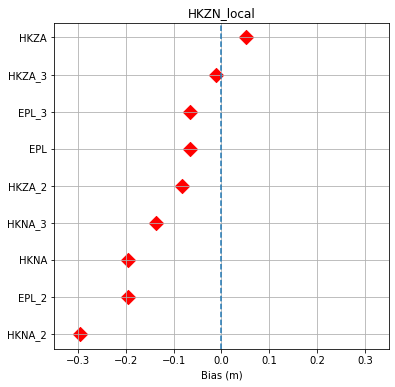 HKZN_local
HKZA
HKZA_3
EPL_3
EPL
HKZA_2
HKNA_3
HKNA
EPL_2
HKNA_2
−0.3 −0.2 −0.1 0.0 0.1 0.2 0.3
Bias (m)